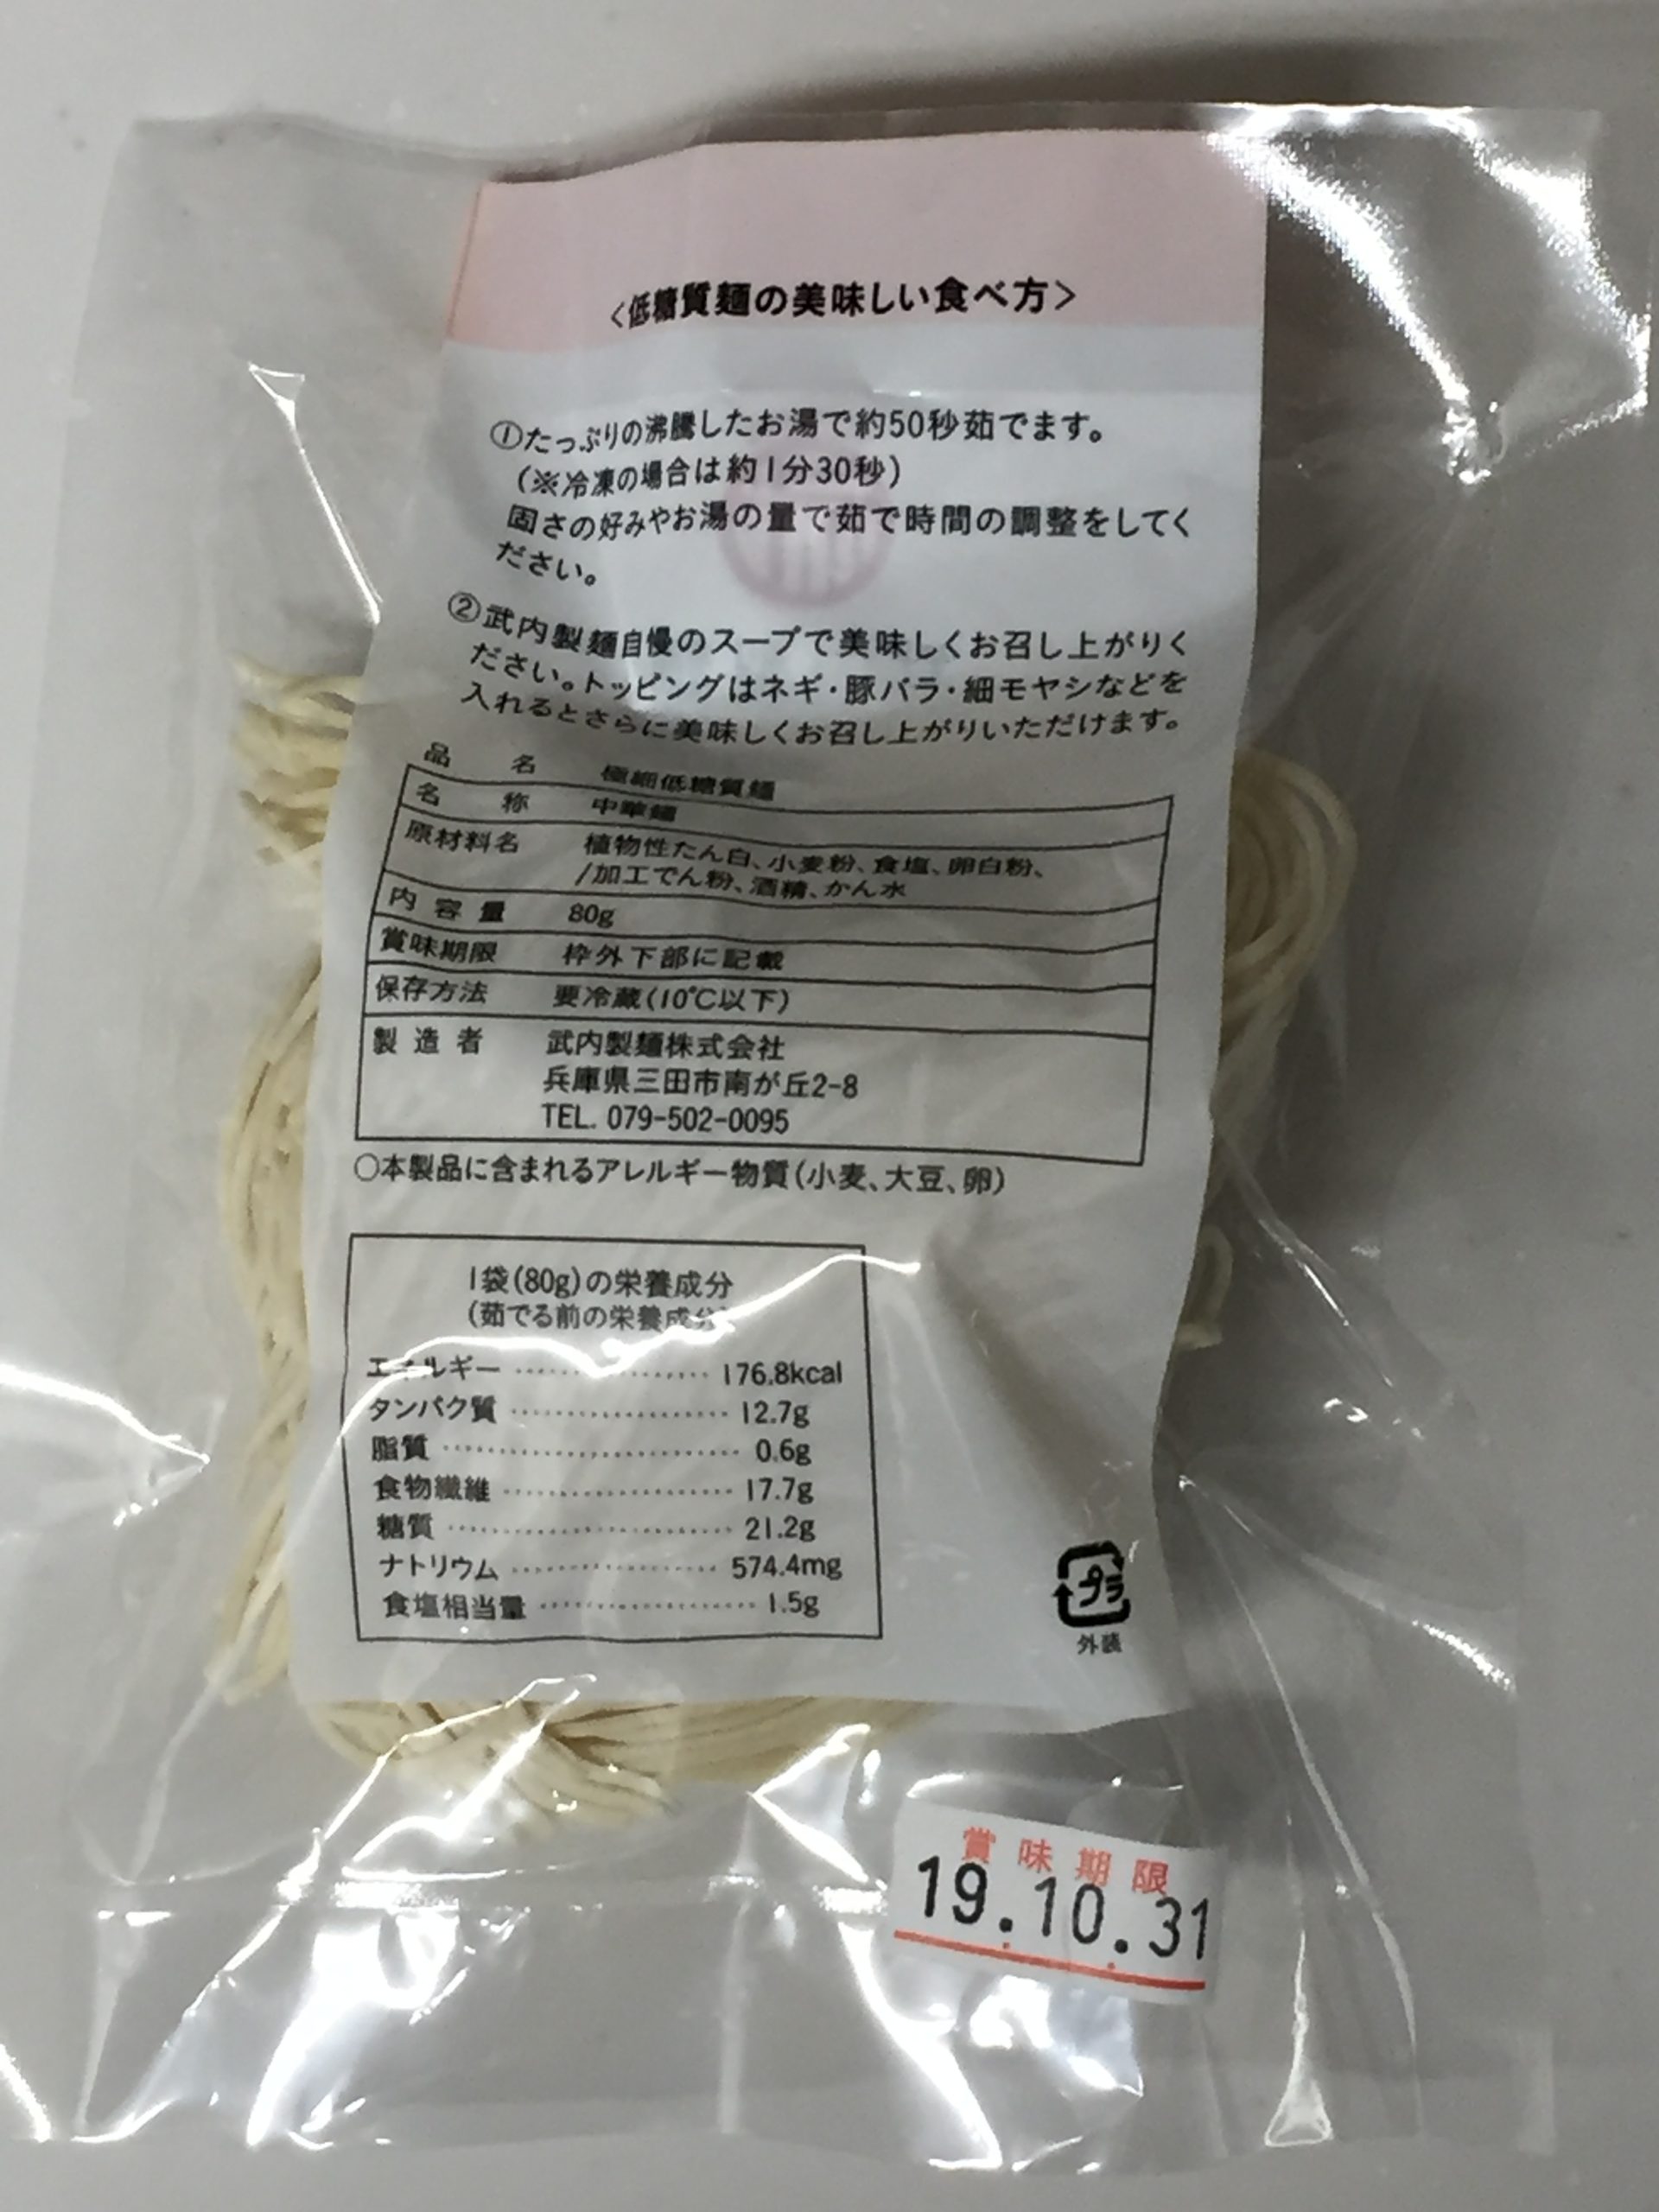 <低糖質麺の美味しい食べ方>
①たっぷりの沸騰したお湯で約50秒茹でます。
(※冷凍の場合は約1分30秒)
固さの好みやお湯の量で茹で時間の調整をしてく
ださい。
②武内製麺自慢のスープで美味しくお召し上がりく
ださい。トッピングはネギ・豚バラ・細モヤシなどを
入れるとさらに美味しくお召し上がりいただけます。
品名 極細低糖質麺
名称 中華麺
原材料名 植物性たん白、小麦粉、食塩、卵白粉、
/加工でん粉、酒精、かん水
内容量 80g
賞味期限 枠外下部に記載
保存方法 要冷蔵(10℃以下)
製造者 武内製麺株式会社
兵庫県三田市南が丘2-8
TEL. 079-502-0095
○本製品に含まれるアレルギー物質(小麦、大豆、卵)
1袋(80g)の栄養成分
(茹でる前の栄養成分)
エネルギー ‥‥‥‥‥‥ 176.8kcal
タンパク質 ‥‥‥‥‥‥ 12.7g
脂質 ‥‥‥‥‥‥ 0.6g
食物繊維 ‥‥‥‥‥‥ 17.7g
糖質 ‥‥‥‥‥‥ 21.2g
ナトリウム ‥‥‥‥‥‥ 574.4mg
食塩相当量 ‥‥‥‥‥‥ 1.5g
プラ
外装
賞味期限
19.10.31